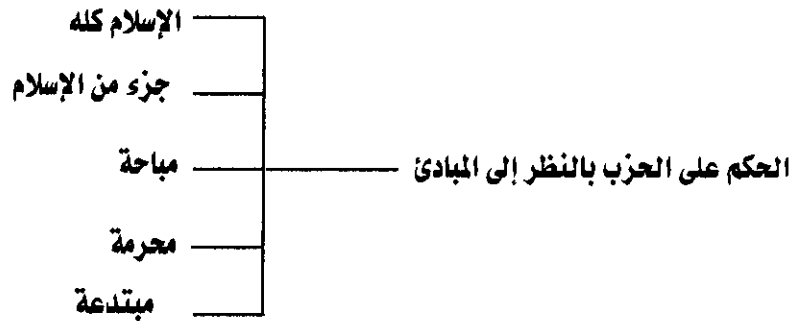 الإسلام كله
جزء من الإسلام
الحكم على الحزب بالنظر إلى المبادئ
مباحة
محرمة
مبتدعة